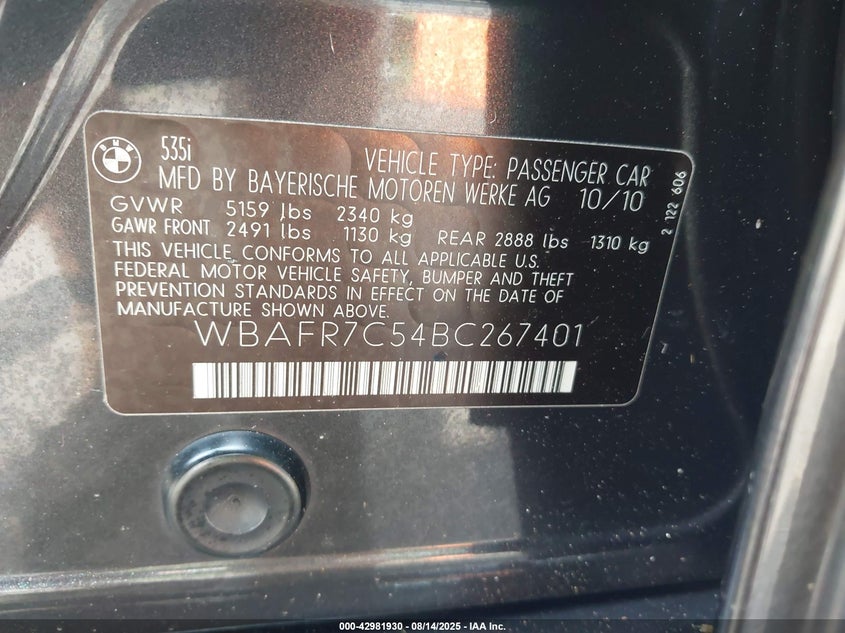 BMW
535i
VEHICLE TYPE: PASSENGER CAR
MFD BY BAYERISCHE MOTOREN WERKE AG 10/10
GVWR 5159 lbs 2340 kg
GAWR FRONT 2491 lbs 1130 kg REAR 2888 lbs 1310 kg
THIS VEHICLE CONFORMS TO ALL APPLICABLE U.S.
FEDERAL MOTOR VEHICLE SAFETY, BUMPER AND THEFT
PREVENTION STANDARDS IN EFFECT ON THE DATE OF
MANUFACTURE SHOWN ABOVE.
WBAFR7C54BC267401
2 122 606
000-42981930 - 08/14/2025 - IAA Inc.